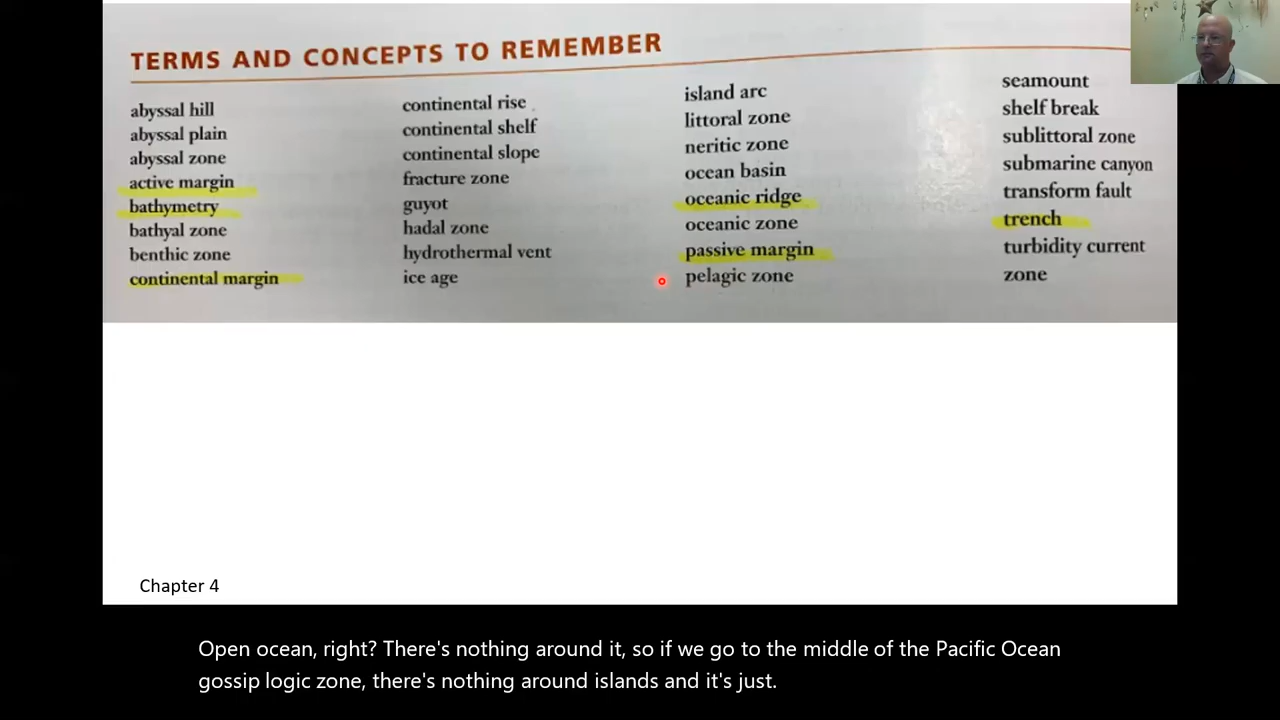 TERMS AND CONCEPTS TO REMEMBER
abyssal hill
abyssal plain
abyssal zone
active margin
bathymetry
bathyal zone
benthic zone
continental margin
continental rise
continental shelf
continental slope
fracture zone
guyot
hadal zone
hydrothermal vent
ice age
island arc
littoral zone
neritic zone
ocean basin
oceanic ridge
oceanic zone
passive margin
pelagic zone
seamount
shelf break
sublittoral zone
submarine canyon
transform fault
trench
turbidity current
zone
Chapter 4
Open ocean, right? There's nothing around it, so if we go to the middle of the Pacific Ocean
gossip logic zone, there's nothing around islands and it's just.